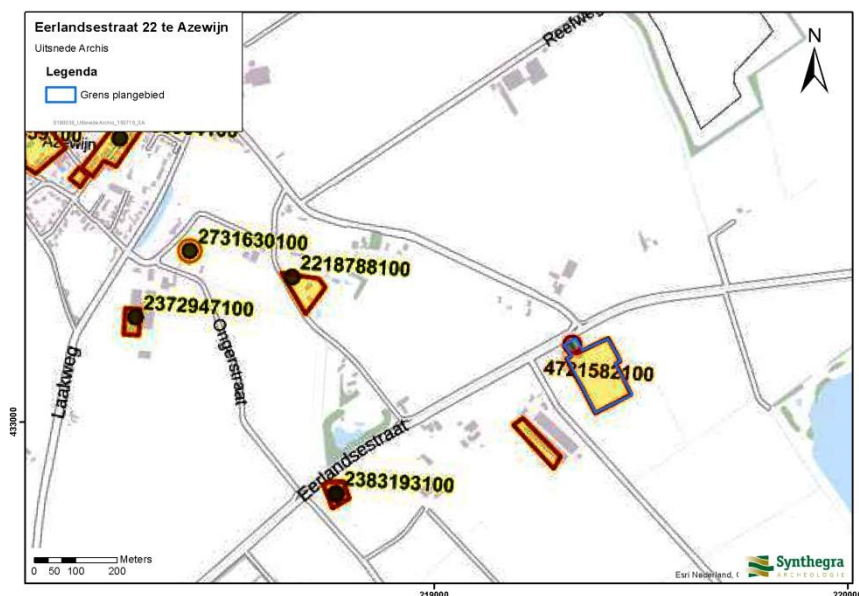 Eerlandsestraat 22 te Azewijn
Uitsnede Archis
Legenda
Grens plangebied
Reefweg
N
Azewijn
2731630100
2218788100
2372947100
Ongerstraat
Laakweg
4721582100
433000
Eerlandsestraat
2383193100
Meters
0 50 100 200
Esri Nederland, (
Synthegra
ARCHEOLOGIE
219000
220000